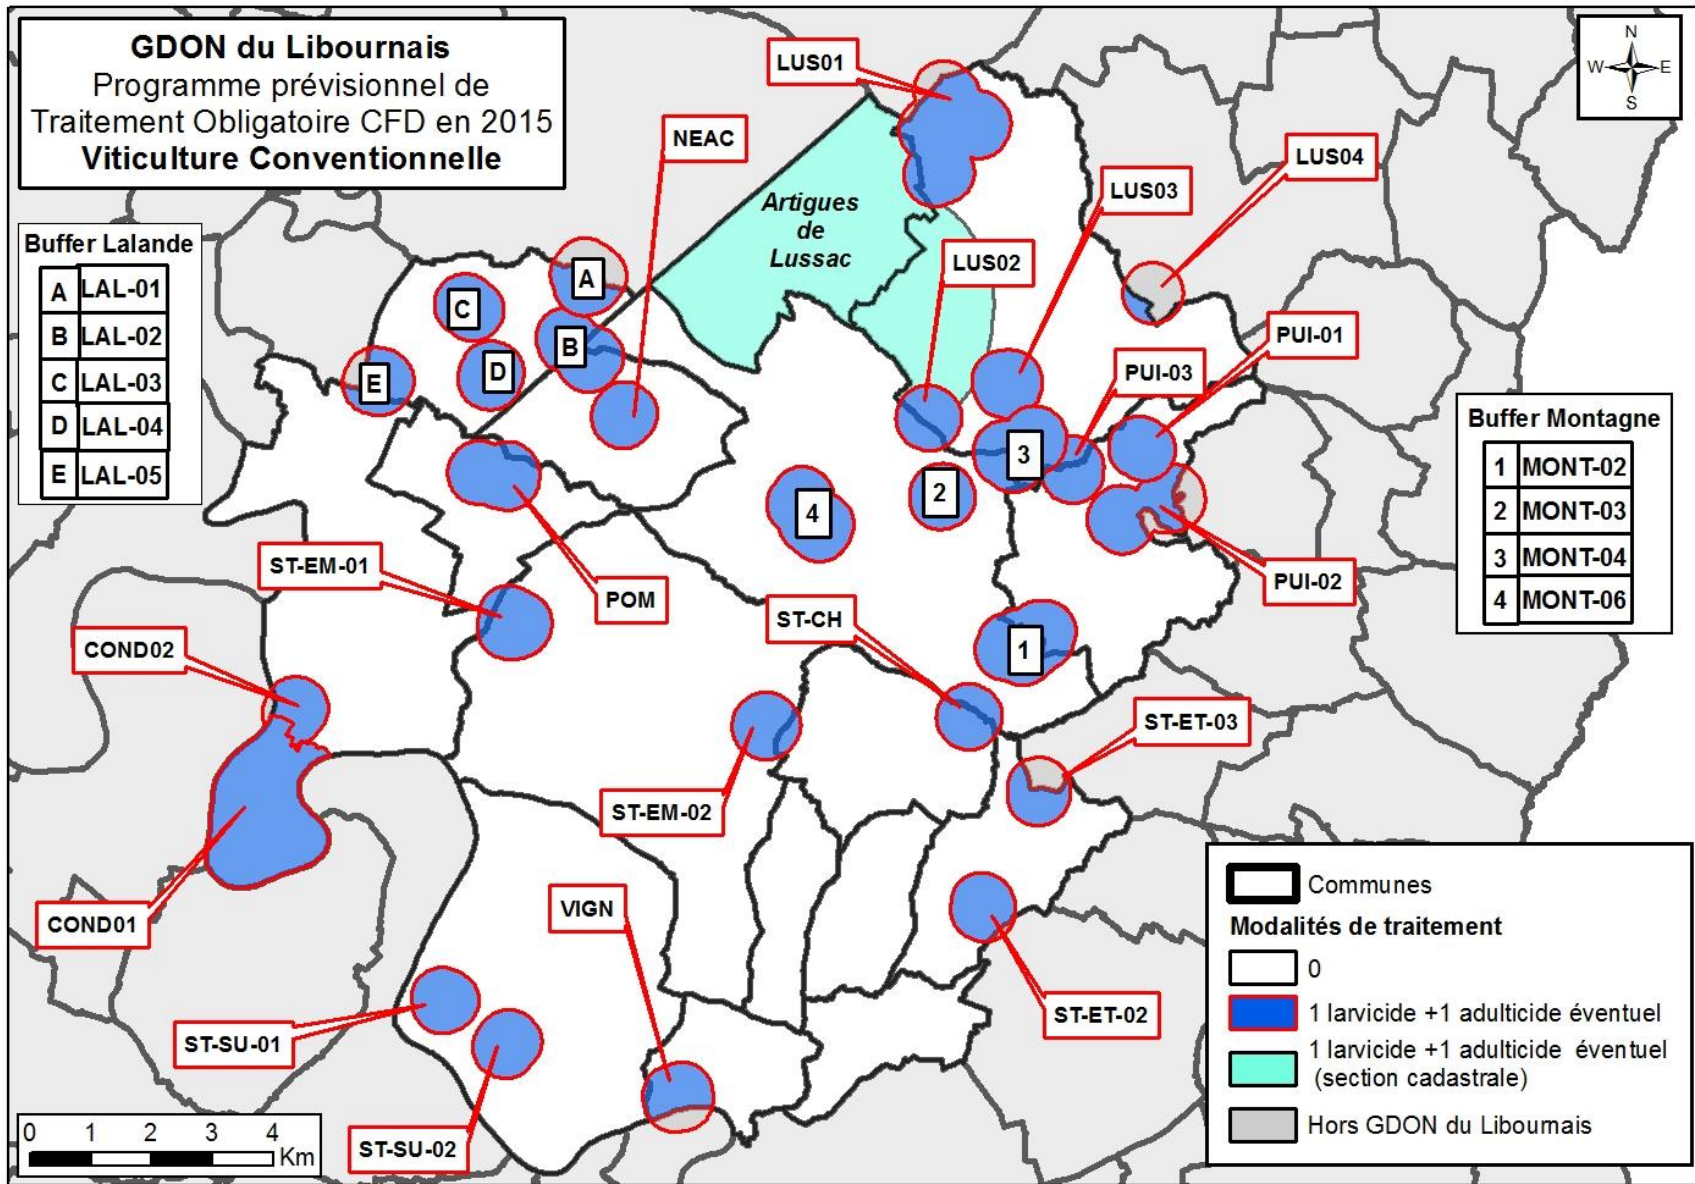 GDON du Libournais
Programme prévisionnel de
Traitement Obligatoire CFD en 2015
Viticulture Conventionnelle
N
W E
S
LUS01
NEAC
LUS04
LUS03
Artigues
de
Lussac
LUS02
Buffer Lalande
A LAL-01
B LAL-02
C LAL-03
D LAL-04
E LAL-05
A
C
B
D
E
PUI-01
PUI-03
Buffer Montagne
1 MONT-02
2 MONT-03
3 MONT-04
4 MONT-06
3
2
4
ST-EM-01
POM
PUI-02
ST-CH
1
COND02
ST-ET-03
ST-EM-02
COND01
VIGN
ST-ET-02
ST-SU-01
ST-SU-02
Communes
Modalités de traitement
0
1 larvicide +1 adulticide éventuel
1 larvicide +1 adulticide éventuel
(section cadastrale)
Hors GDON du Libournais
0 1 2 3 4
Km